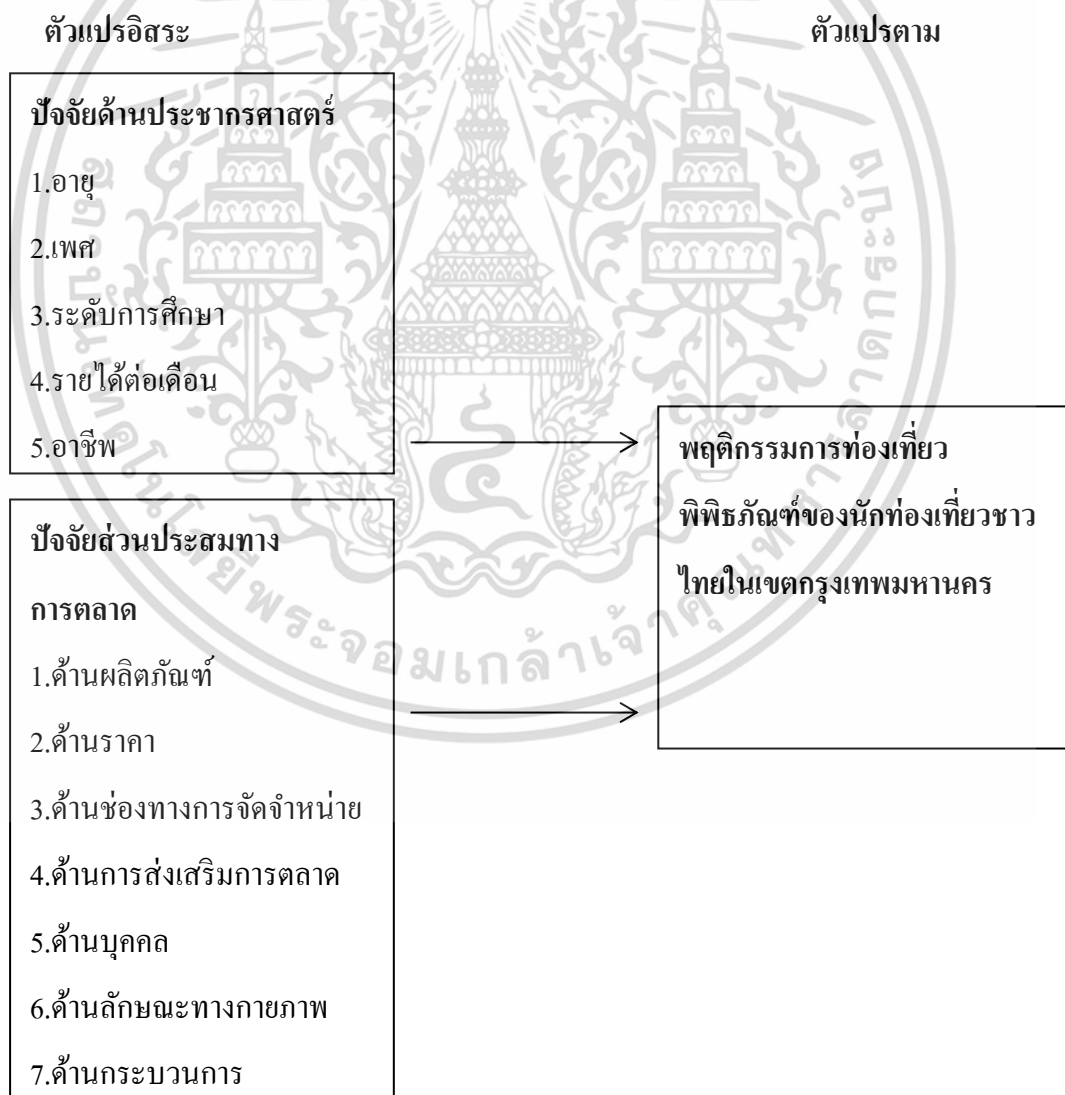 ตัวแปรอิสระ
ตัวแปรตาม
ปัจจัยด้านประชากรศาสตร์
1.อายุ
2.เพศ
3.ระดับการศึกษา
4.รายได้ต่อเดือน
5.อาชีพ
ปัจจัยส่วนประสมทาง
การตลาด
1.ด้านผลิตภัณฑ์
2.ด้านราคา
3.ด้านช่องทางการจัดจำหน่าย
4.ด้านการส่งเสริมการตลาด
5.ด้านบุคคล
6.ด้านลักษณะทางกายภาพ
7.ด้านกระบวนการ
พฤติกรรมการท่องเที่ยว
พิพิธภัณฑ์ของนักท่องเที่ยวชาว
ไทยในเขตกรุงเทพมหานคร